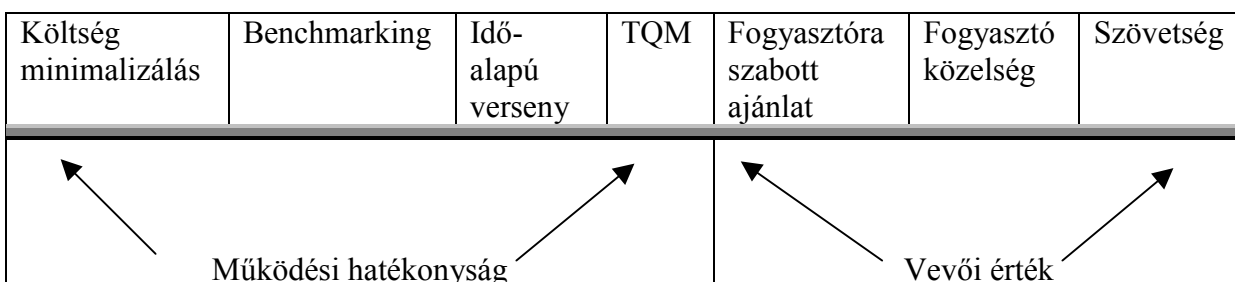 Költség
minimalizálás
Benchmarking
Idő-
alapú
verseny
TQM
Fogyasztóra
szabott
ajánlat
Fogyasztó
közelség
Szövetség
Működési hatékonyság
Vevői érték